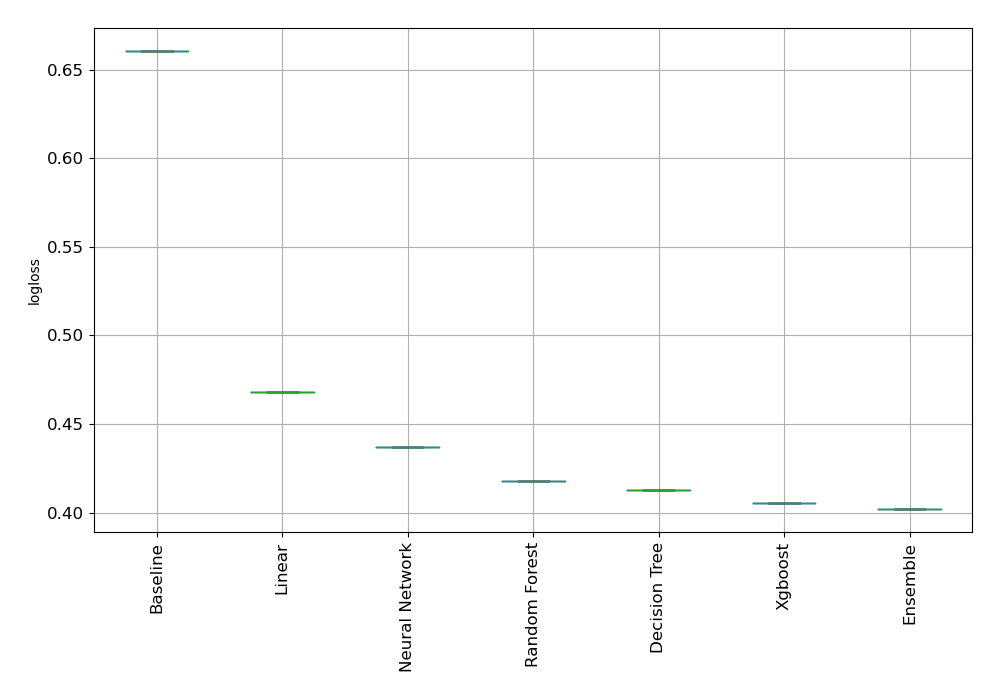 0.65
0.60
0.55
0.50
0.45
0.40
logloss
Baseline
Linear
Neural Network
Random Forest
Decision Tree
Xgboost
Ensemble